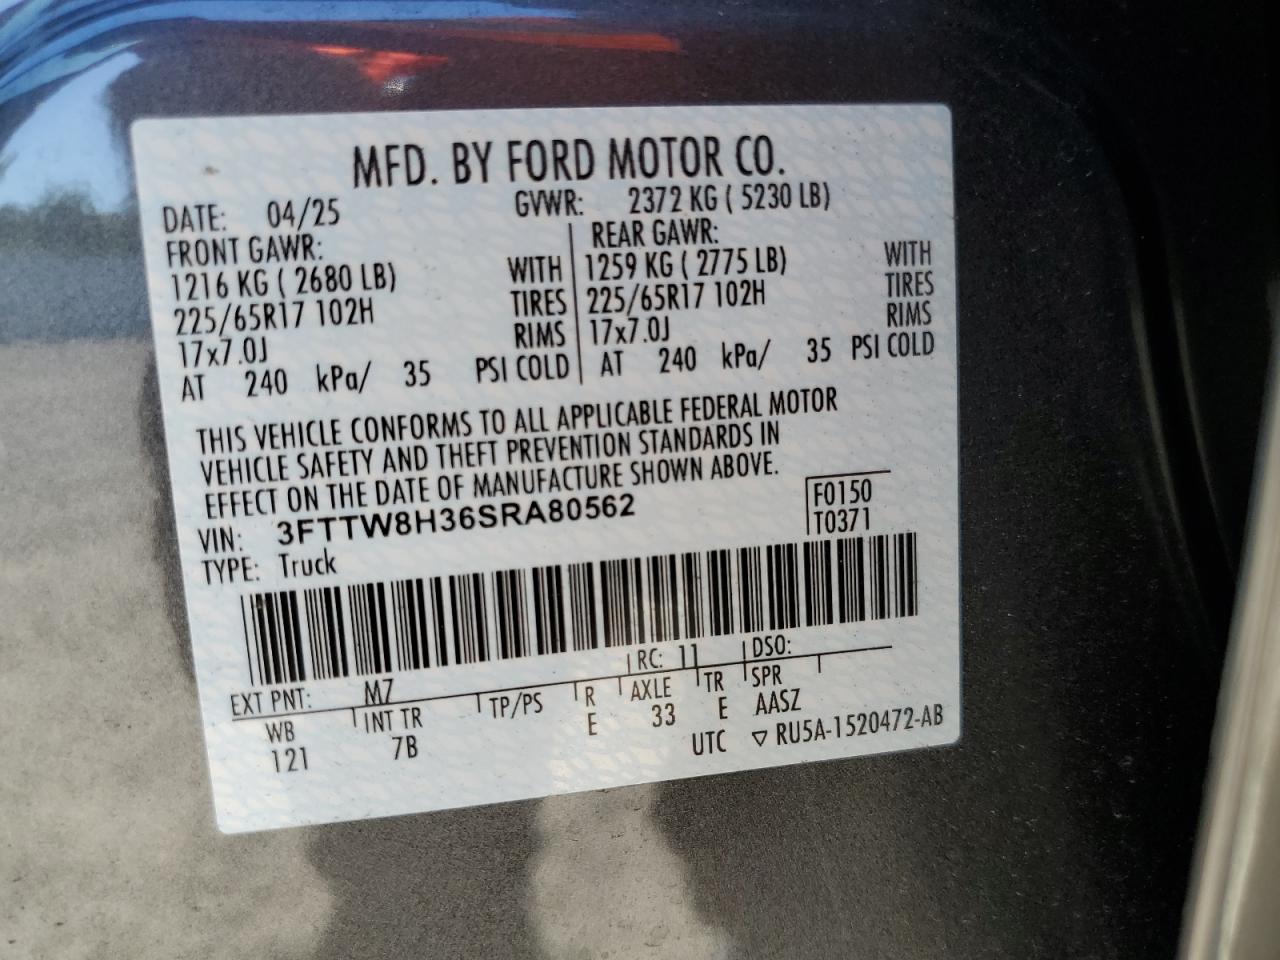 MFD. BY FORD MOTOR CO.
DATE: 04/25 GVWR: 2372 KG ( 5230 LB)
FRONT GAWR: REAR GAWR:
1216 KG ( 2680 LB) WITH 1259 KG ( 2775 LB) WITH
225/65R17 102H TIRES 225/65R17 102H TIRES
17x7.0J RIMS 17x7.0J RIMS
AT 240 kPa/ 35 PSI COLD AT 240 kPa/ 35 PSI COLD
THIS VEHICLE CONFORMS TO ALL APPLICABLE FEDERAL MOTOR
VEHICLE SAFETY AND THEFT PREVENTION STANDARDS IN
EFFECT ON THE DATE OF MANUFACTURE SHOWN ABOVE.
VIN: 3FTTW8H36SRA80562 F0150
TYPE: Truck T0371
EXT PNT: M7 RC: 11 DSO:
WB INT TR TP/PS R AXLE TR SPR
121 7B E 33 E AASZ
UTC ▽ RU5A-1520472-AB